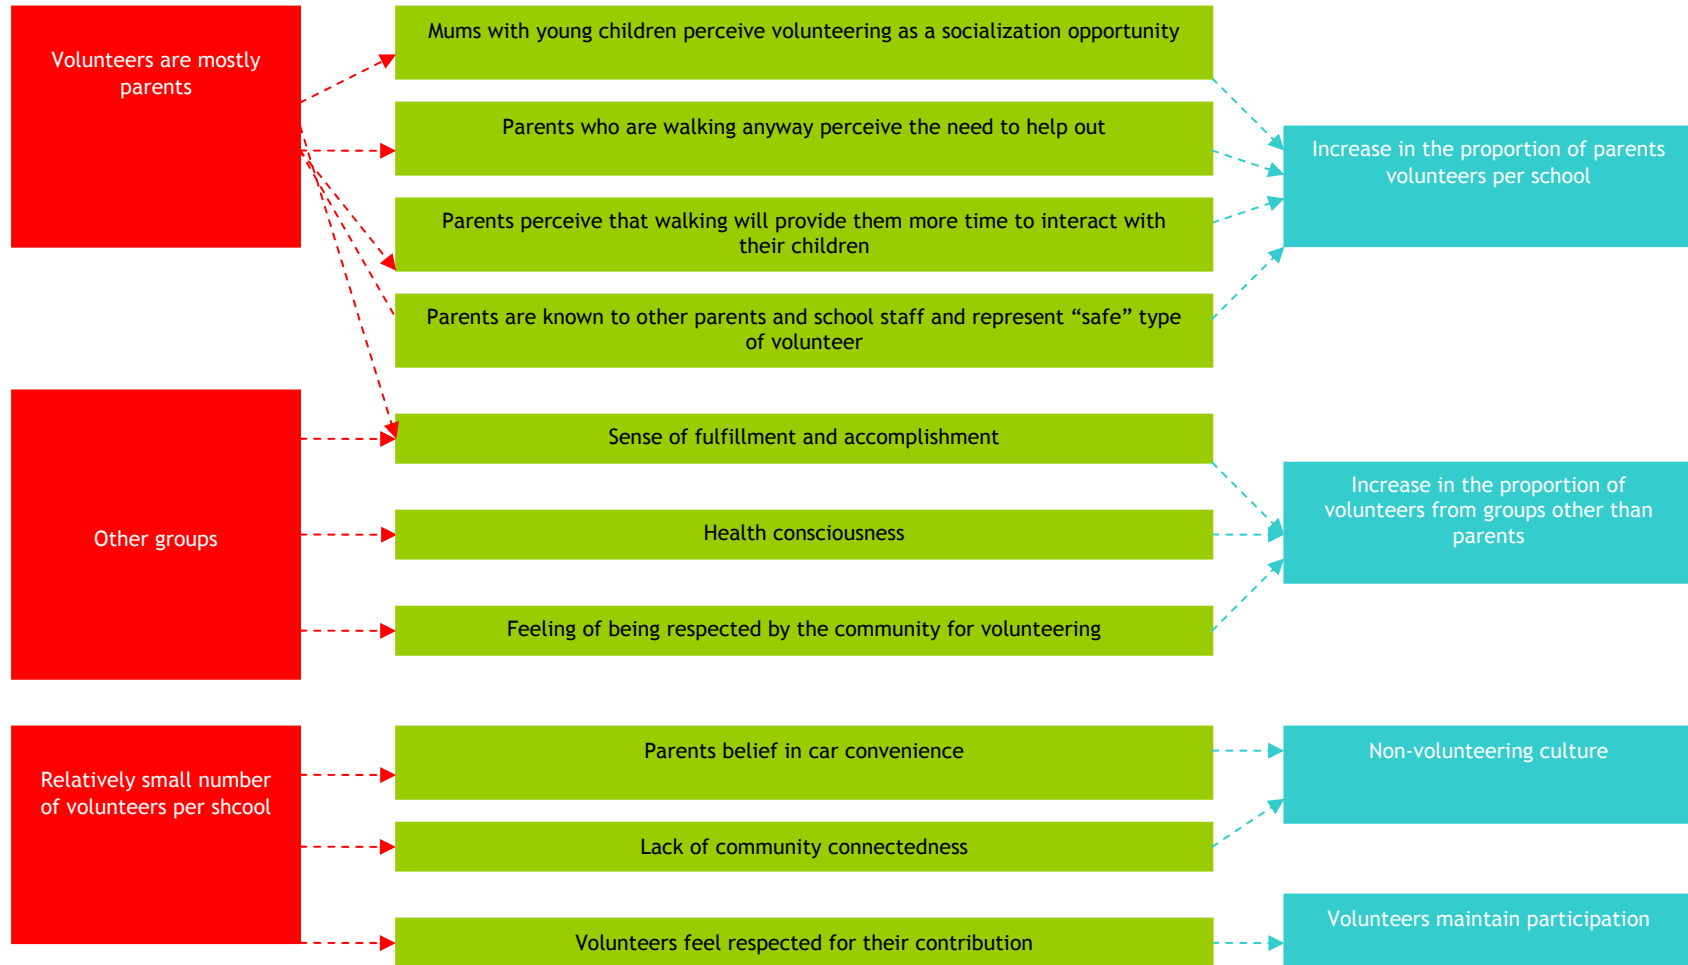 Volunteers are mostly
parents
Mums with young children perceive volunteering as a socialization opportunity
Parents who are walking anyway perceive the need to help out
Parents perceive that walking will provide them more time to interact with
their children
Parents are known to other parents and school staff and represent “safe” type
of volunteer
Increase in the proportion of parents
volunteers per school
Other groups
Sense of fulfillment and accomplishment
Health consciousness
Feeling of being respected by the community for volunteering
Increase in the proportion of
volunteers from groups other than
parents
Relatively small number
of volunteers per shcool
Parents belief in car convenience
Lack of community connectedness
Volunteers feel respected for their contribution
Non-volunteering culture
Volunteers maintain participation